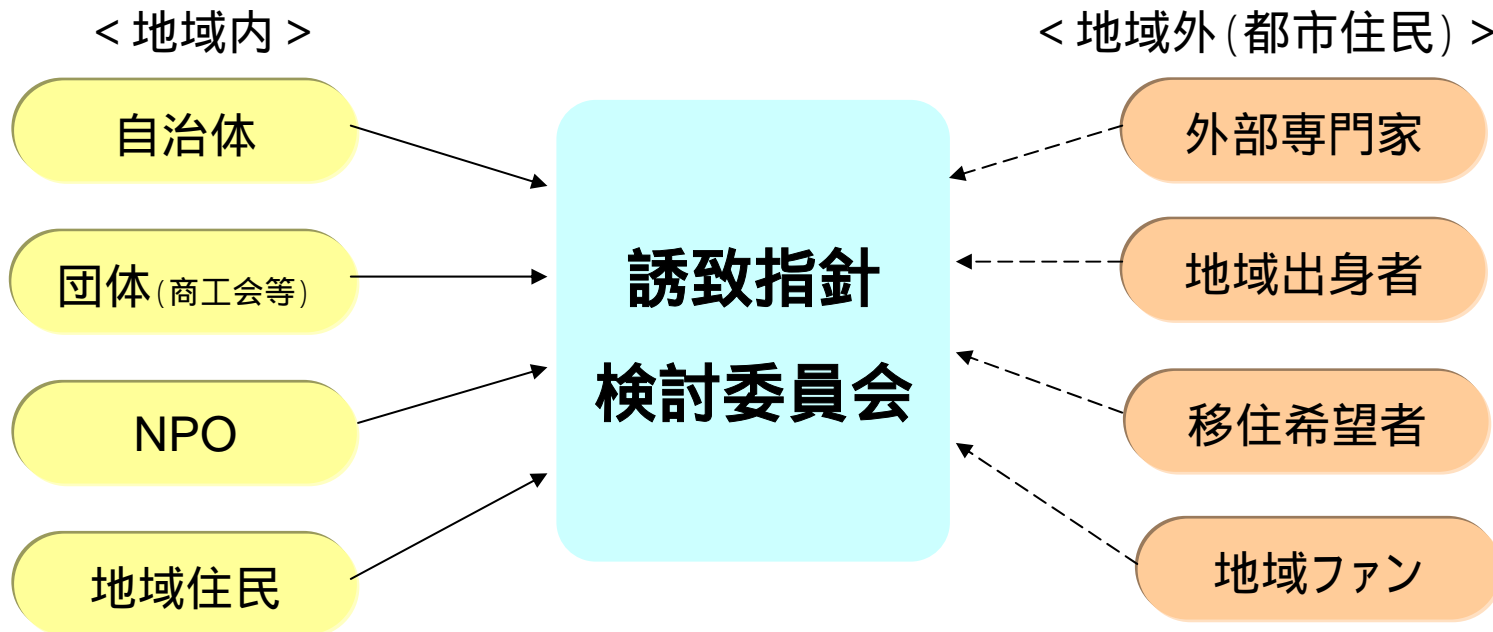 ＜地域内＞
自治体
団体(商工会等)
NPO
地域住民
誘致指針
検討委員会
＜地域外(都市住民)＞
外部専門家
地域出身者
移住希望者
地域ファン